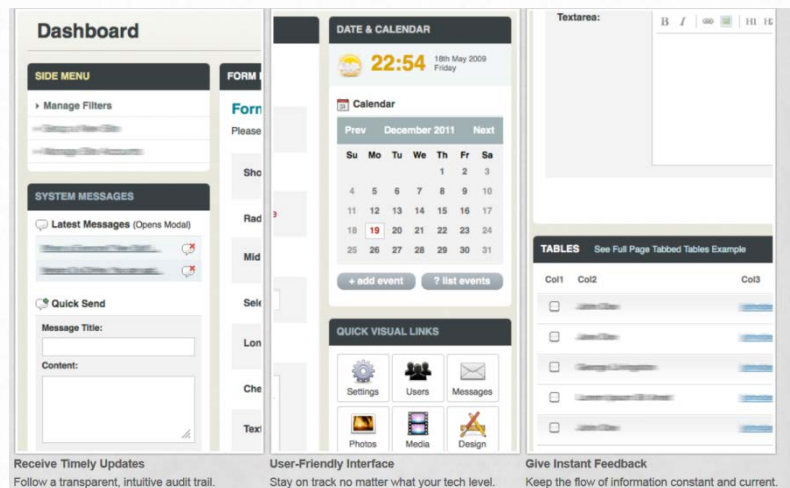 Dashboard
SIDE MENU
Manage Filters
SYSTEM MESSAGES
Latest Messages (Opens Modal)
Quick Send
Message Title:
Content:
FORM
Form
Please
Sho
Rad
Mid
Sele
Lon
Che
Text
Receive Timely Updates
Follow a transparent, intuitive audit trail.
DATE & CALENDAR
22:54 18th May 2009
Friday
31 Calendar
Prev December 2011 Next
Su Mo Tu We Th Fr Sa
1 2 3
4 5 6 7 8 9 10
11 12 13 14 15 16 17
18 19 20 21 22 23 24
25 26 27 28 29 30 31
+ add event ? list events
QUICK VISUAL LINKS
Settings Users Messages
Photos Media Design
User-Friendly Interface
Stay on track no matter what your tech level.
Textarea:
B I H1
TABLES See Full Page Tabbed Tables Example
Col1 Col2 Col3
Give Instant Feedback
Keep the flow of information constant and current.